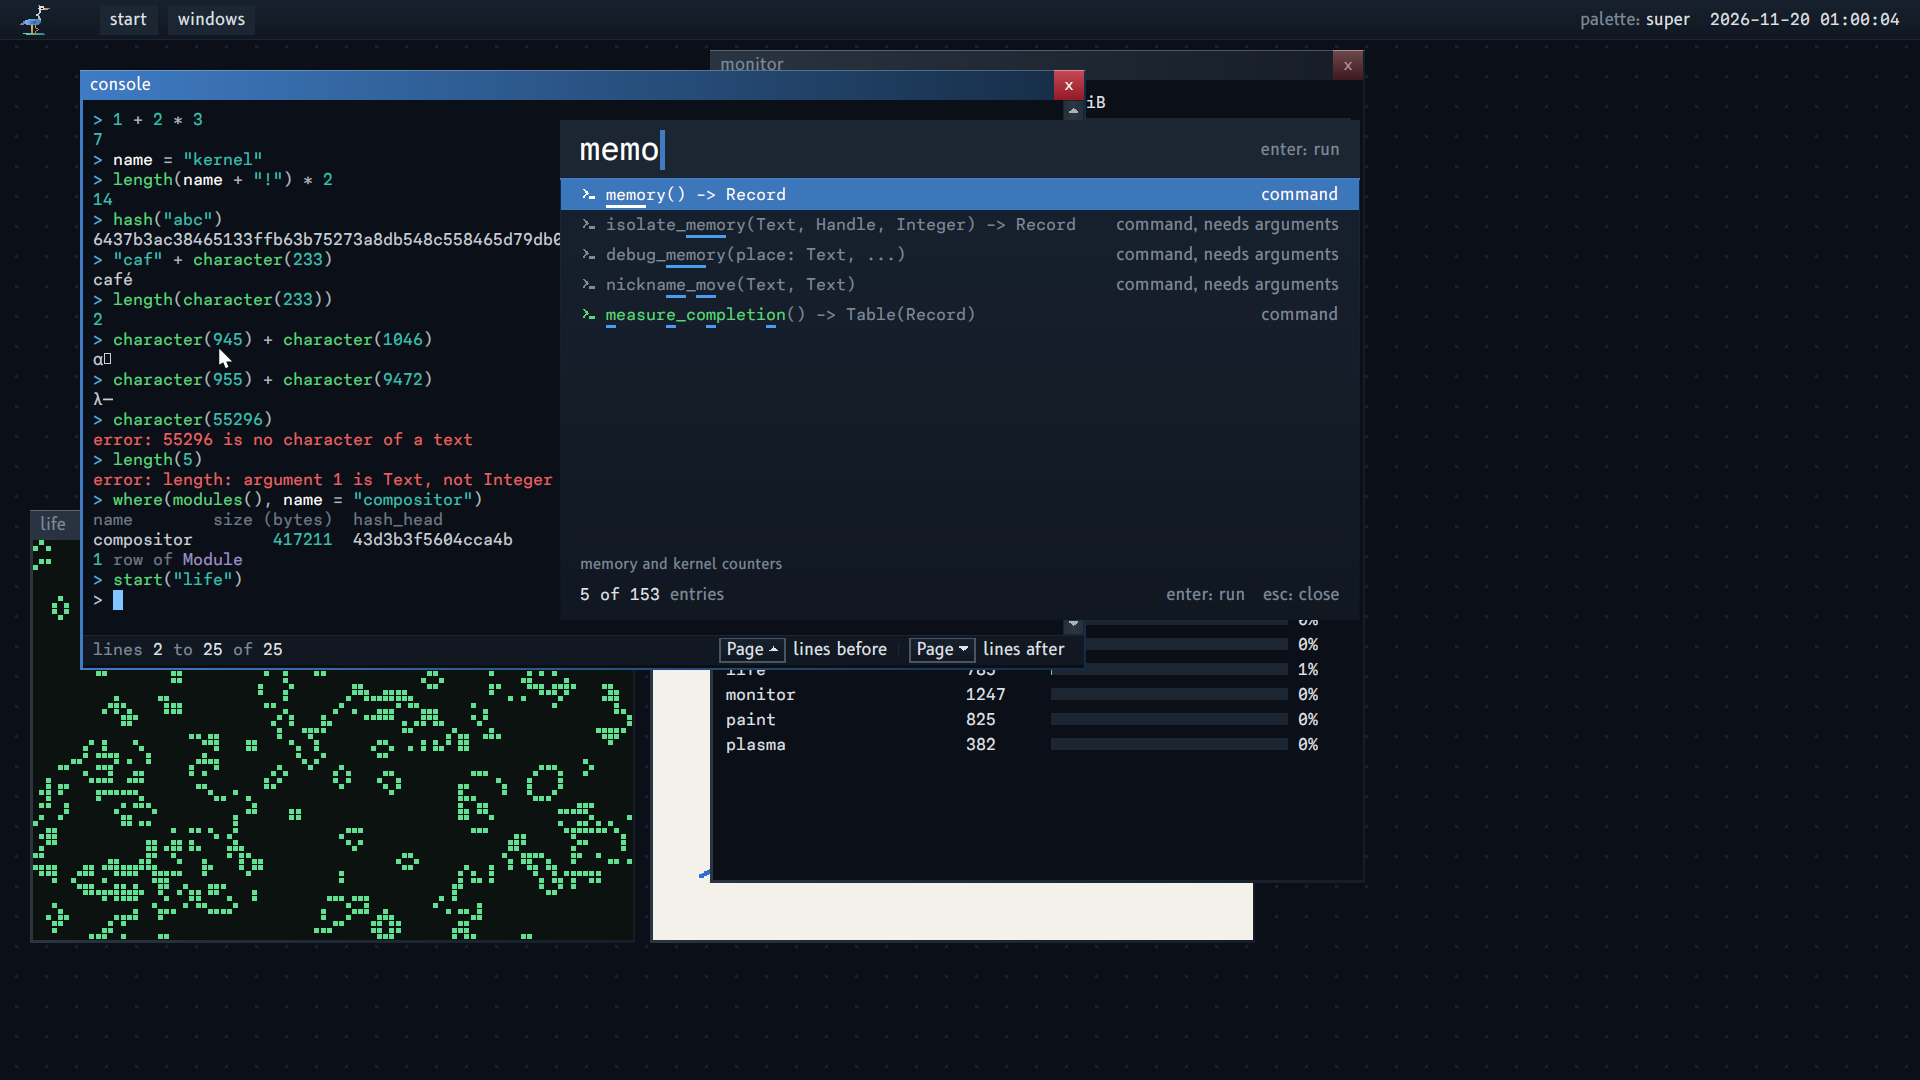 start windows palette: super 2026-11-20 01:00:04
monitor x
console x
iB
> 1 + 2 * 3
7
> name = "kernel"
> length(name + "!") * 2
14
> hash("abc")
6437b3ac38465133ffb63b75273a8db548c558465d79db0
> "caf" + character(233)
café
> length(character(233))
2
> character(945) + character(1046)
α▯
> character(955) + character(9472)
λ─
> character(55296)
error: 55296 is no character of a text
> length(5)
error: length: argument 1 is Text, not Integer
> where(modules(), name = "compositor")
name size (bytes) hash_head
compositor 417211 43d3b3f5604cca4b
1 row of Module
> start("life")
>
lines 2 to 25 of 25 Page lines before Page lines after
memo enter: run
memory() -> Record command
isolate_memory(Text, Handle, Integer) -> Record command, needs arguments
debug_memory(place: Text, ...) command, needs arguments
nickname_move(Text, Text) command, needs arguments
measure_completion() -> Table(Record) command
memory and kernel counters
5 of 153 entries enter: run esc: close
life
0%
0%
life 783 1%
monitor 1247 0%
paint 825 0%
plasma 382 0%